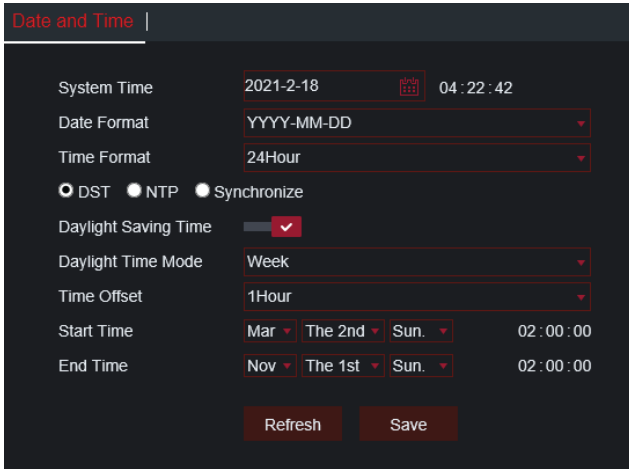 Date and Time
System Time 2021-2-18 04:22:42
Date Format YYYY-MM-DD
Time Format 24Hour
DST NTP Synchronize
Daylight Saving Time
Daylight Time Mode Week
Time Offset 1Hour
Start Time Mar The 2nd Sun. 02:00:00
End Time Nov The 1st Sun. 02:00:00
Refresh Save